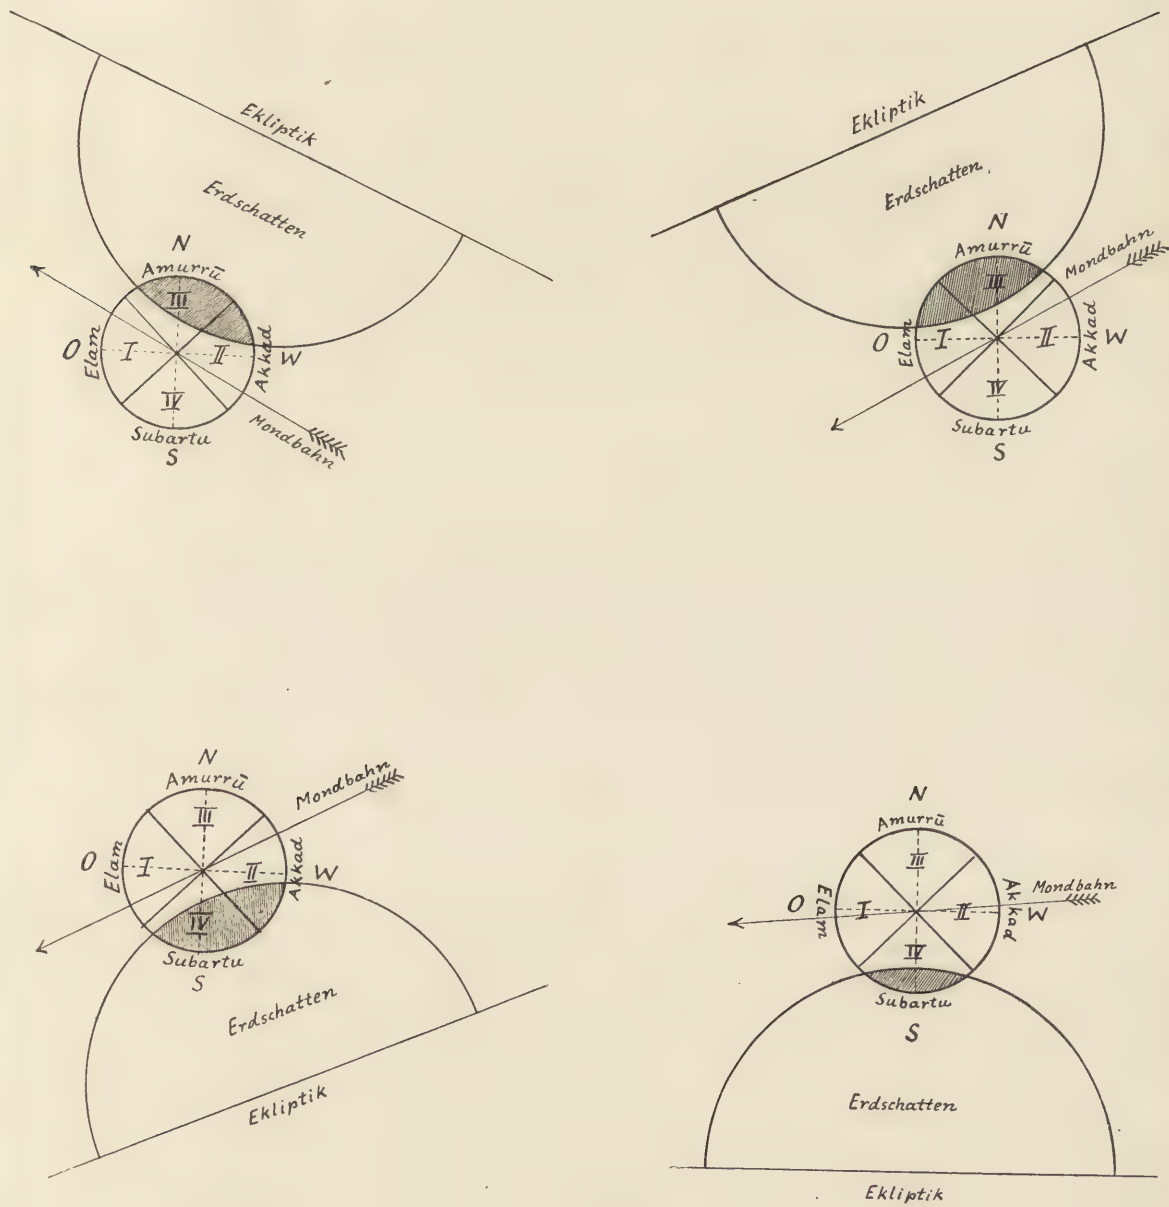 Ekliptik
Erdschatten
N
Amurrū
III
O
Elam
I
II
Akkad
W
IV
Subartu
S
Mondbahn
Ekliptik
Erdschatten
N
Amurrū
Mondbahn
III
O
Elam
I
II
Akkad
W
IV
Subartu
S
N
Amurrū
Mondbahn
III
O
Elam
I
II
Akkad
W
IV
Subartu
S
Erdschatten
Ekliptik
N
Amurrū
III
Mondbahn
O
Elam
I
II
Akkad
W
IV
Subartu
S
Erdschatten
Ekliptik